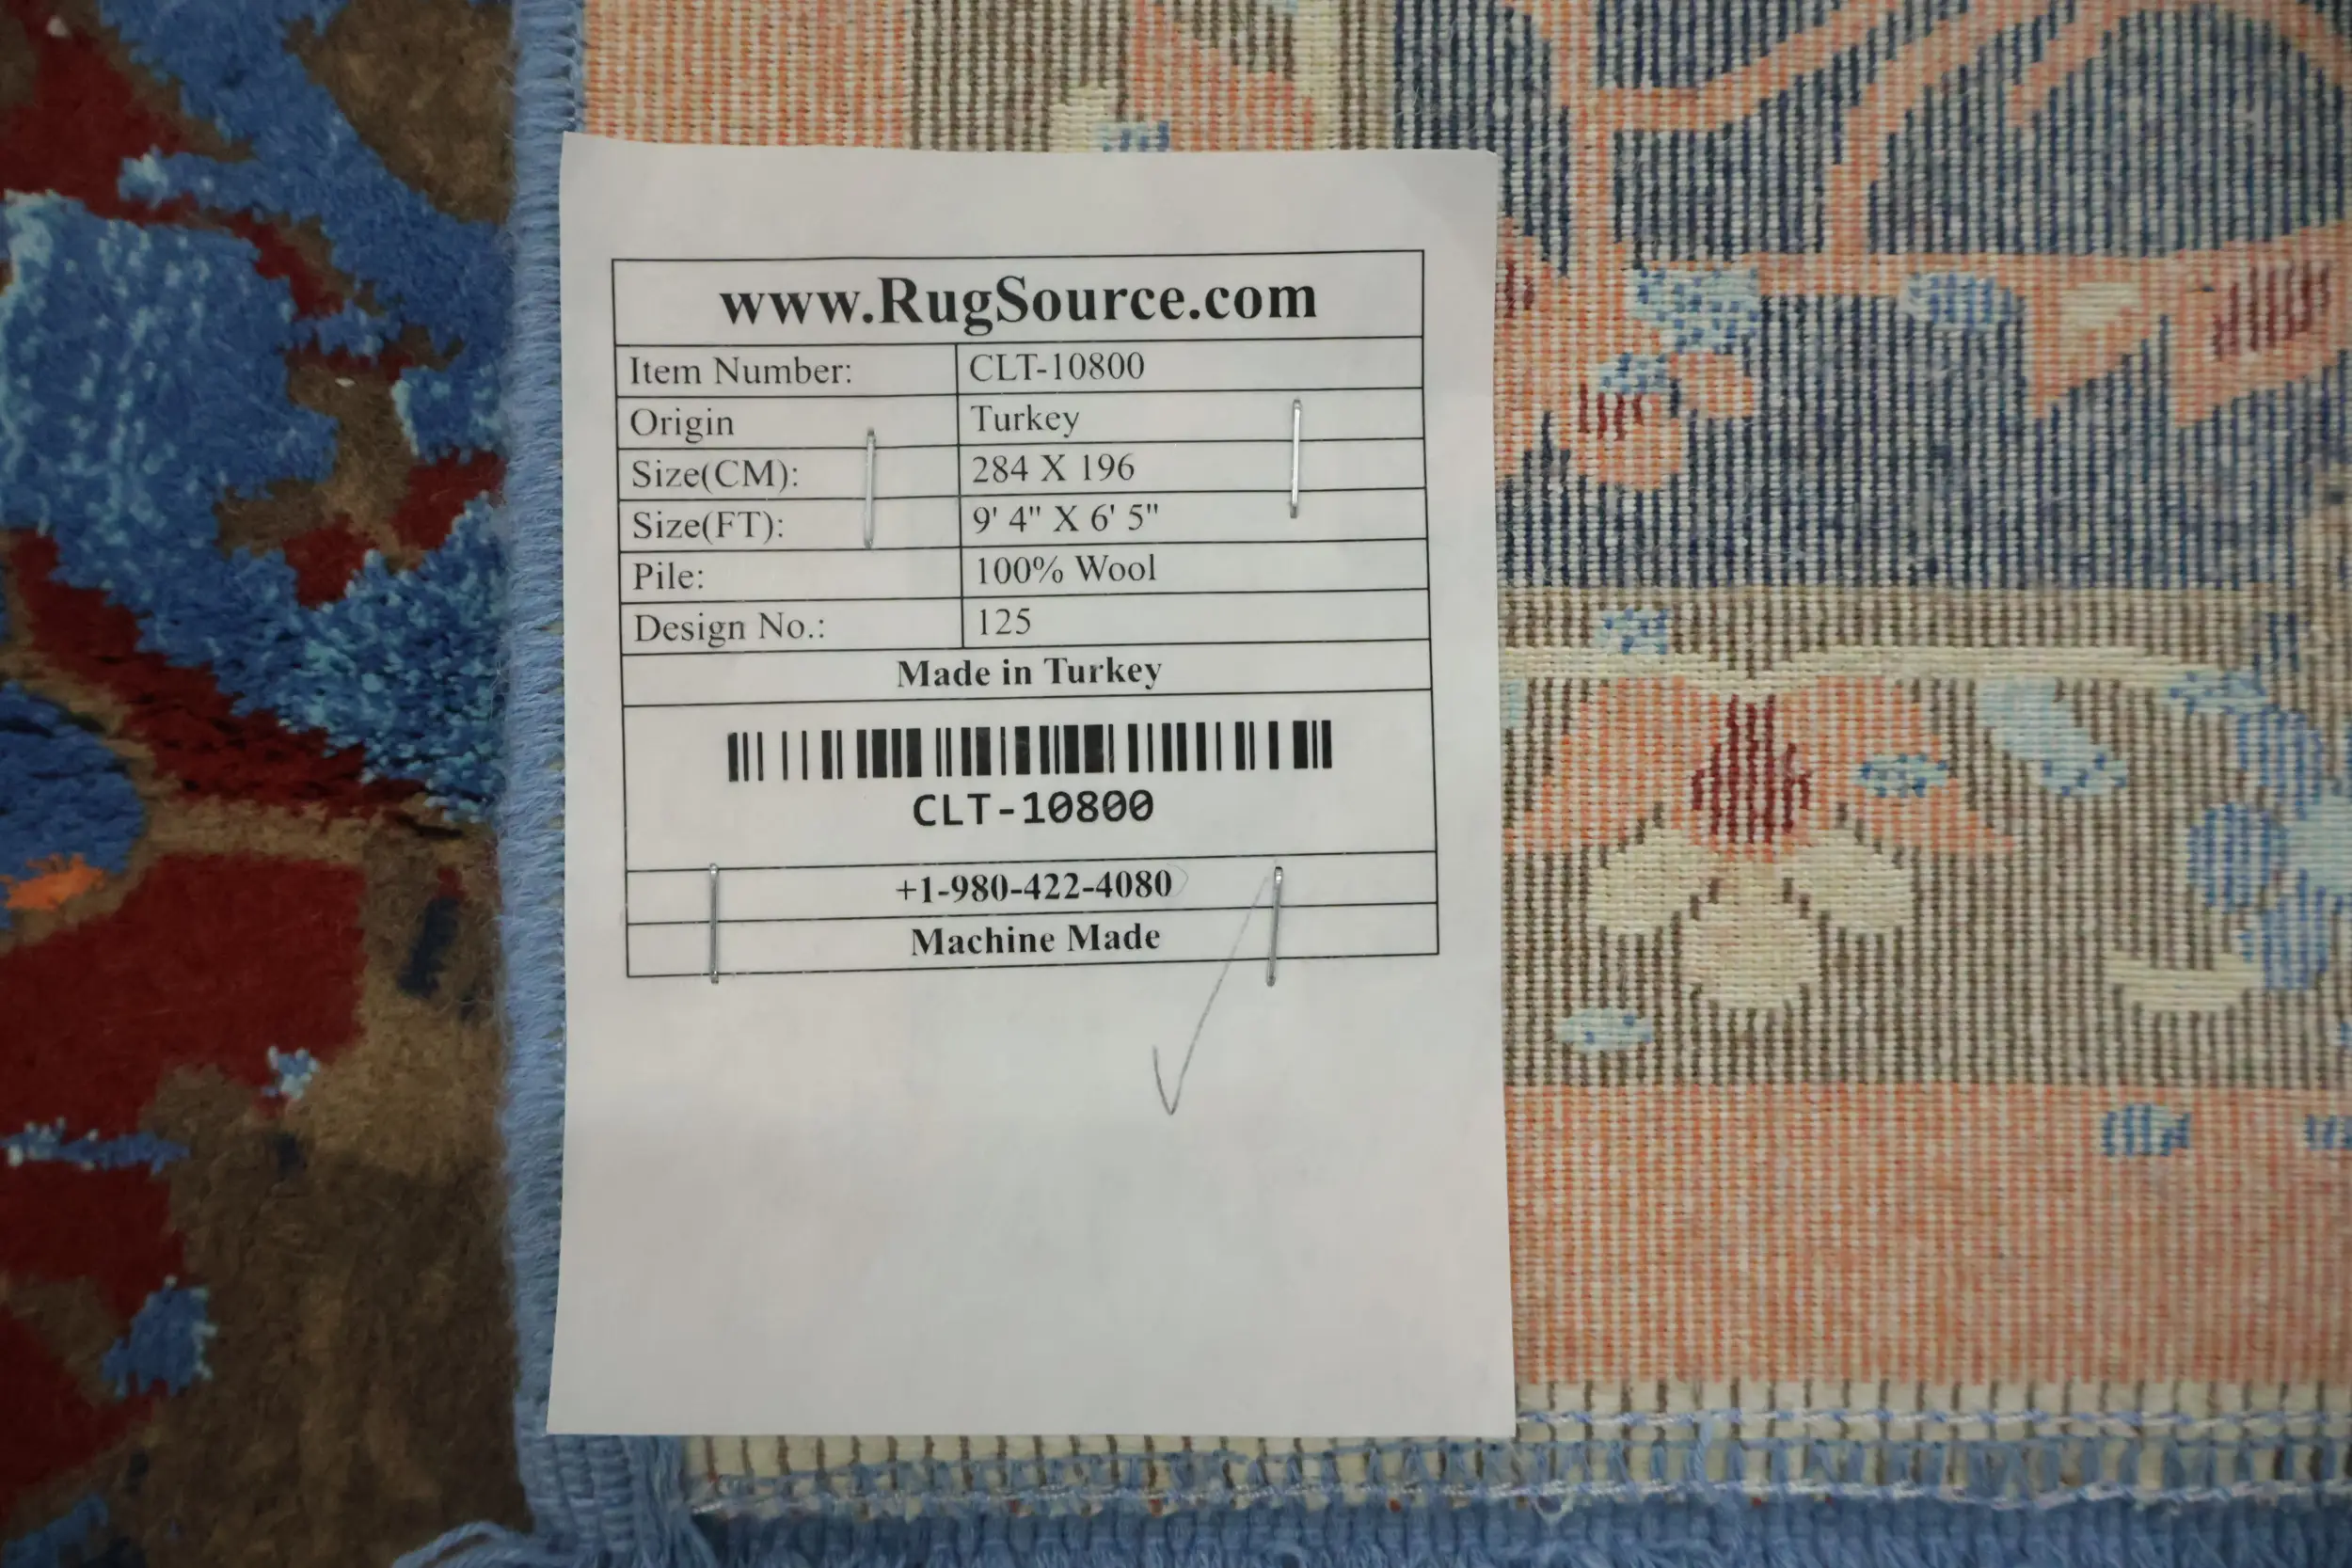 www.RugSource.com
Item Number: CLT-10800
Origin Turkey
Size(CM): 284 X 196
Size(FT): 9' 4" X 6' 5"
Pile: 100% Wool
Design No.: 125
Made in Turkey
CLT-10800
+1-980-422-4080
Machine Made